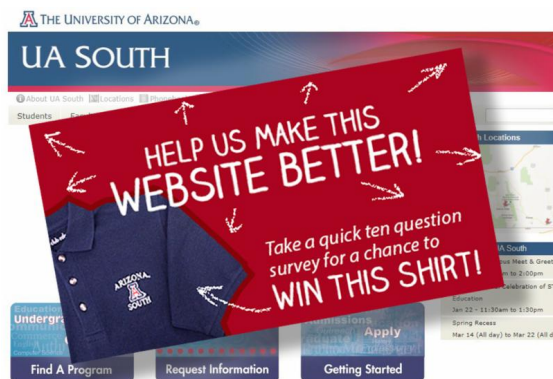 THE UNIVERSITY OF ARIZONA®
UA SOUTH
About UA South Locations
Students
HELP US MAKE THIS
WEBSITE BETTER!
Take a quick ten question
survey for a chance to
WIN THIS SHIRT!
ARIZONA
SOUTH
Locations
UA South
Meet & Greet
to 2:00pm
Celebration of
Education
Jan 22 - 11:30am to 1:30pm
Spring Recess
Mar 14 (All day) to Mar 22 (All
Education
Undergra
Find A Program
Request Information
Admissions
Apply
Getting Started